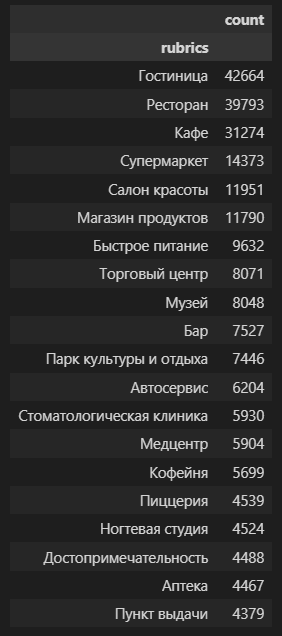 count
rubrics
Гостиница 42664
Ресторан 39793
Кафе 31274
Супермаркет 14373
Салон красоты 11951
Магазин продуктов 11790
Быстрое питание 9632
Торговый центр 8071
Музей 8048
Бар 7527
Парк культуры и отдыха 7446
Автосервис 6204
Стоматологическая клиника 5930
Медцентр 5904
Кофейня 5699
Пиццерия 4539
Ногтевая студия 4524
Достопримечательность 4488
Аптека 4467
Пункт выдачи 4379